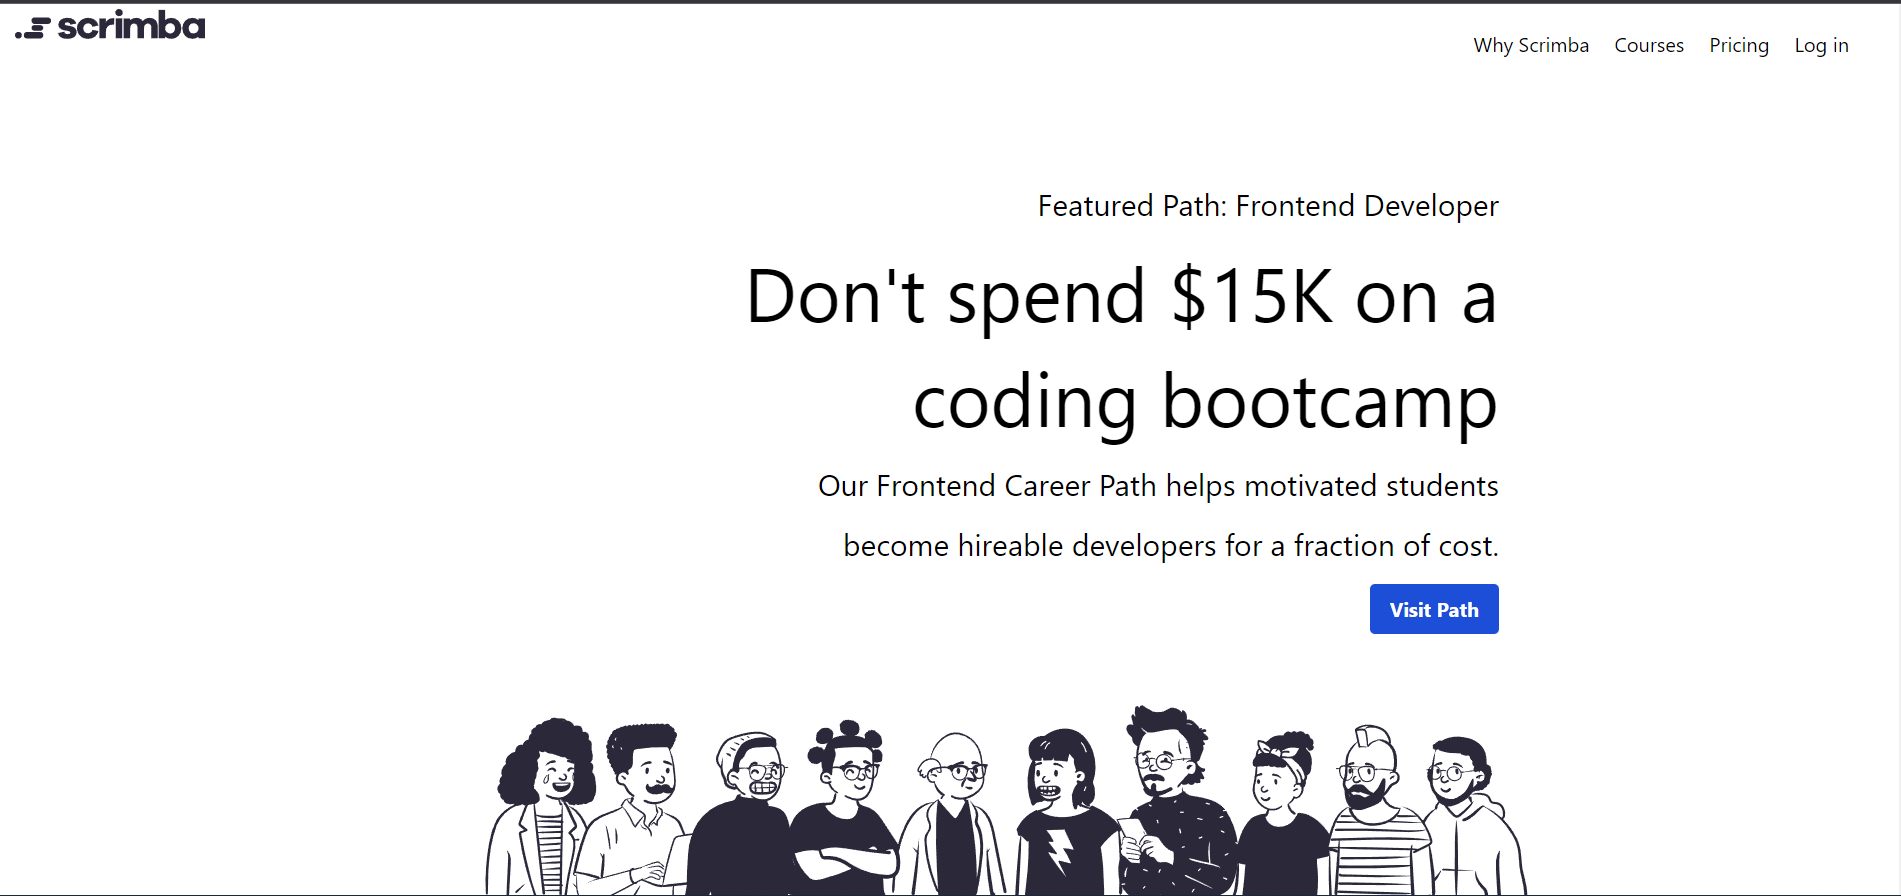 scrimba
Why Scrimba Courses Pricing Log in
Featured Path: Frontend Developer
Don't spend $15K on a
coding bootcamp
Our Frontend Career Path helps motivated students
become hireable developers for a fraction of cost.
Visit Path